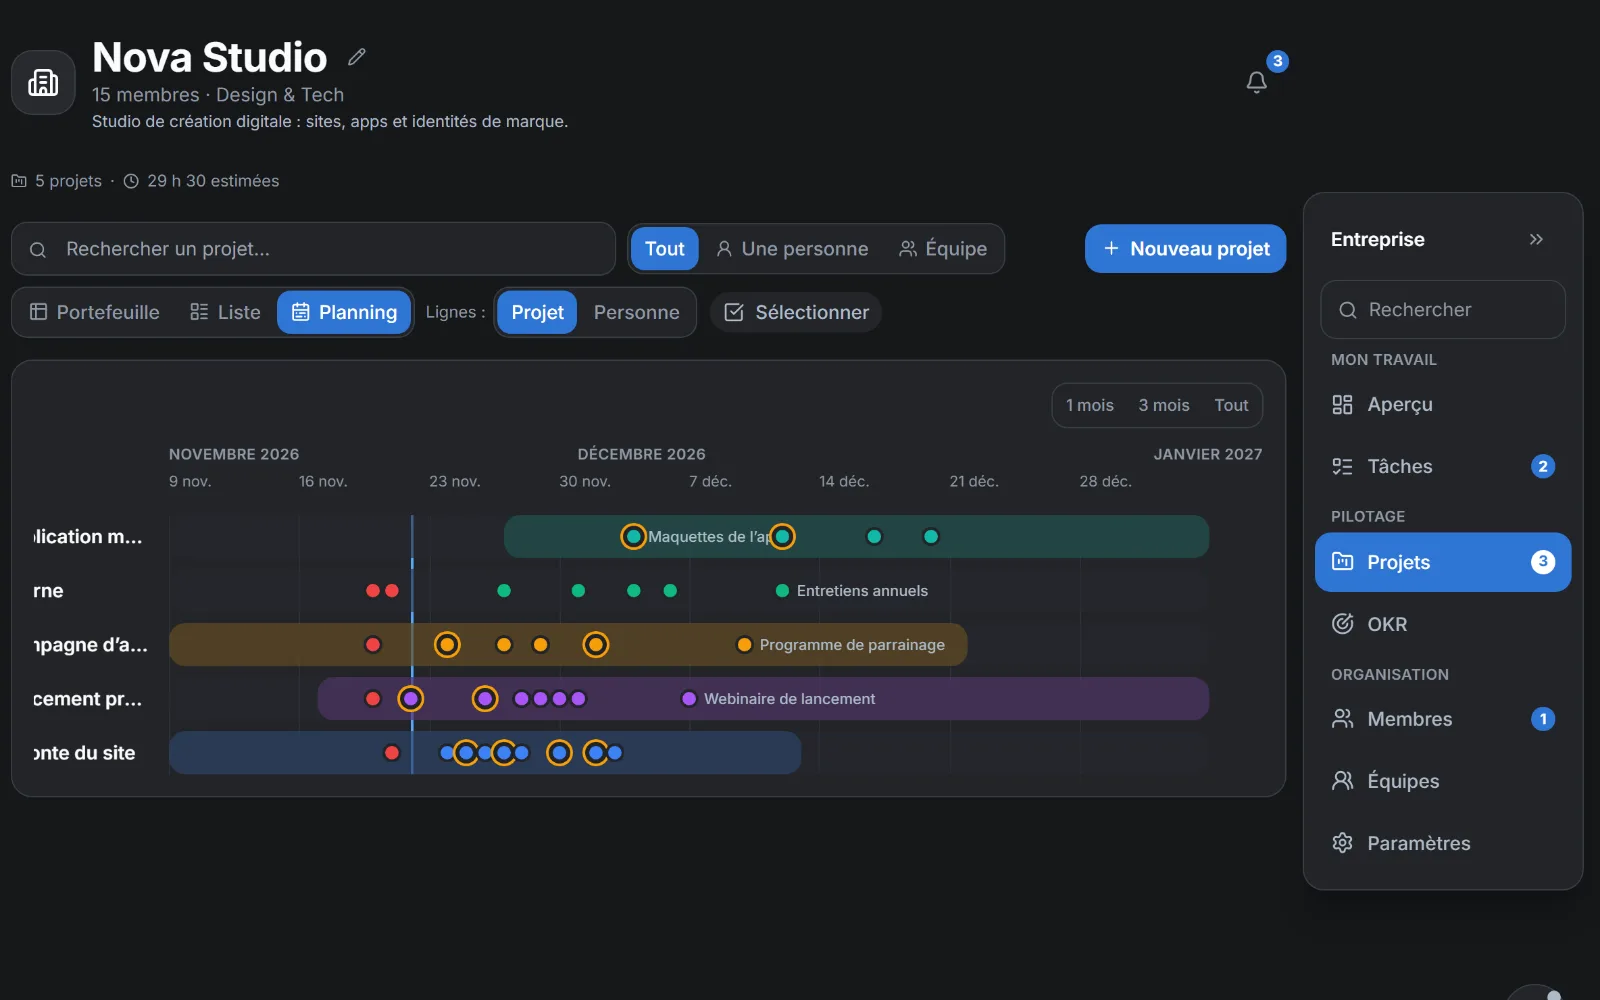 Nova Studio
15 membres · Design & Tech
Studio de création digitale : sites, apps et identités de marque.
3
5 projets · 29 h 30 estimées
Rechercher un projet...
Tout
Une personne
Équipe
+ Nouveau projet
Portefeuille
Liste
Planning
Lignes :
Projet
Personne
Sélectionner
1 mois
3 mois
Tout
NOVEMBRE 2026
DÉCEMBRE 2026
JANVIER 2027
9 nov.
16 nov.
23 nov.
30 nov.
7 déc.
14 déc.
21 déc.
28 déc.
plication m...
Maquettes de l'ap
rne
Entretiens annuels
mpagne d'a...
Programme de parrainage
cement pr...
Webinaire de lancement
onte du site
Entreprise
Rechercher
MON TRAVAIL
Aperçu
Tâches
2
PILOTAGE
Projets
3
OKR
ORGANISATION
Membres
1
Équipes
Paramètres